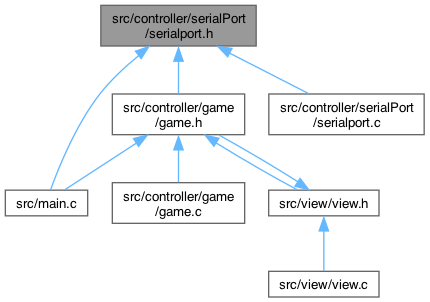 src/controller/serialPort
/serialport.h
src/controller/game
/game.h
src/controller/serialPort
/serialport.c
src/main.c
src/controller/game
/game.c
src/view/view.h
src/view/view.c